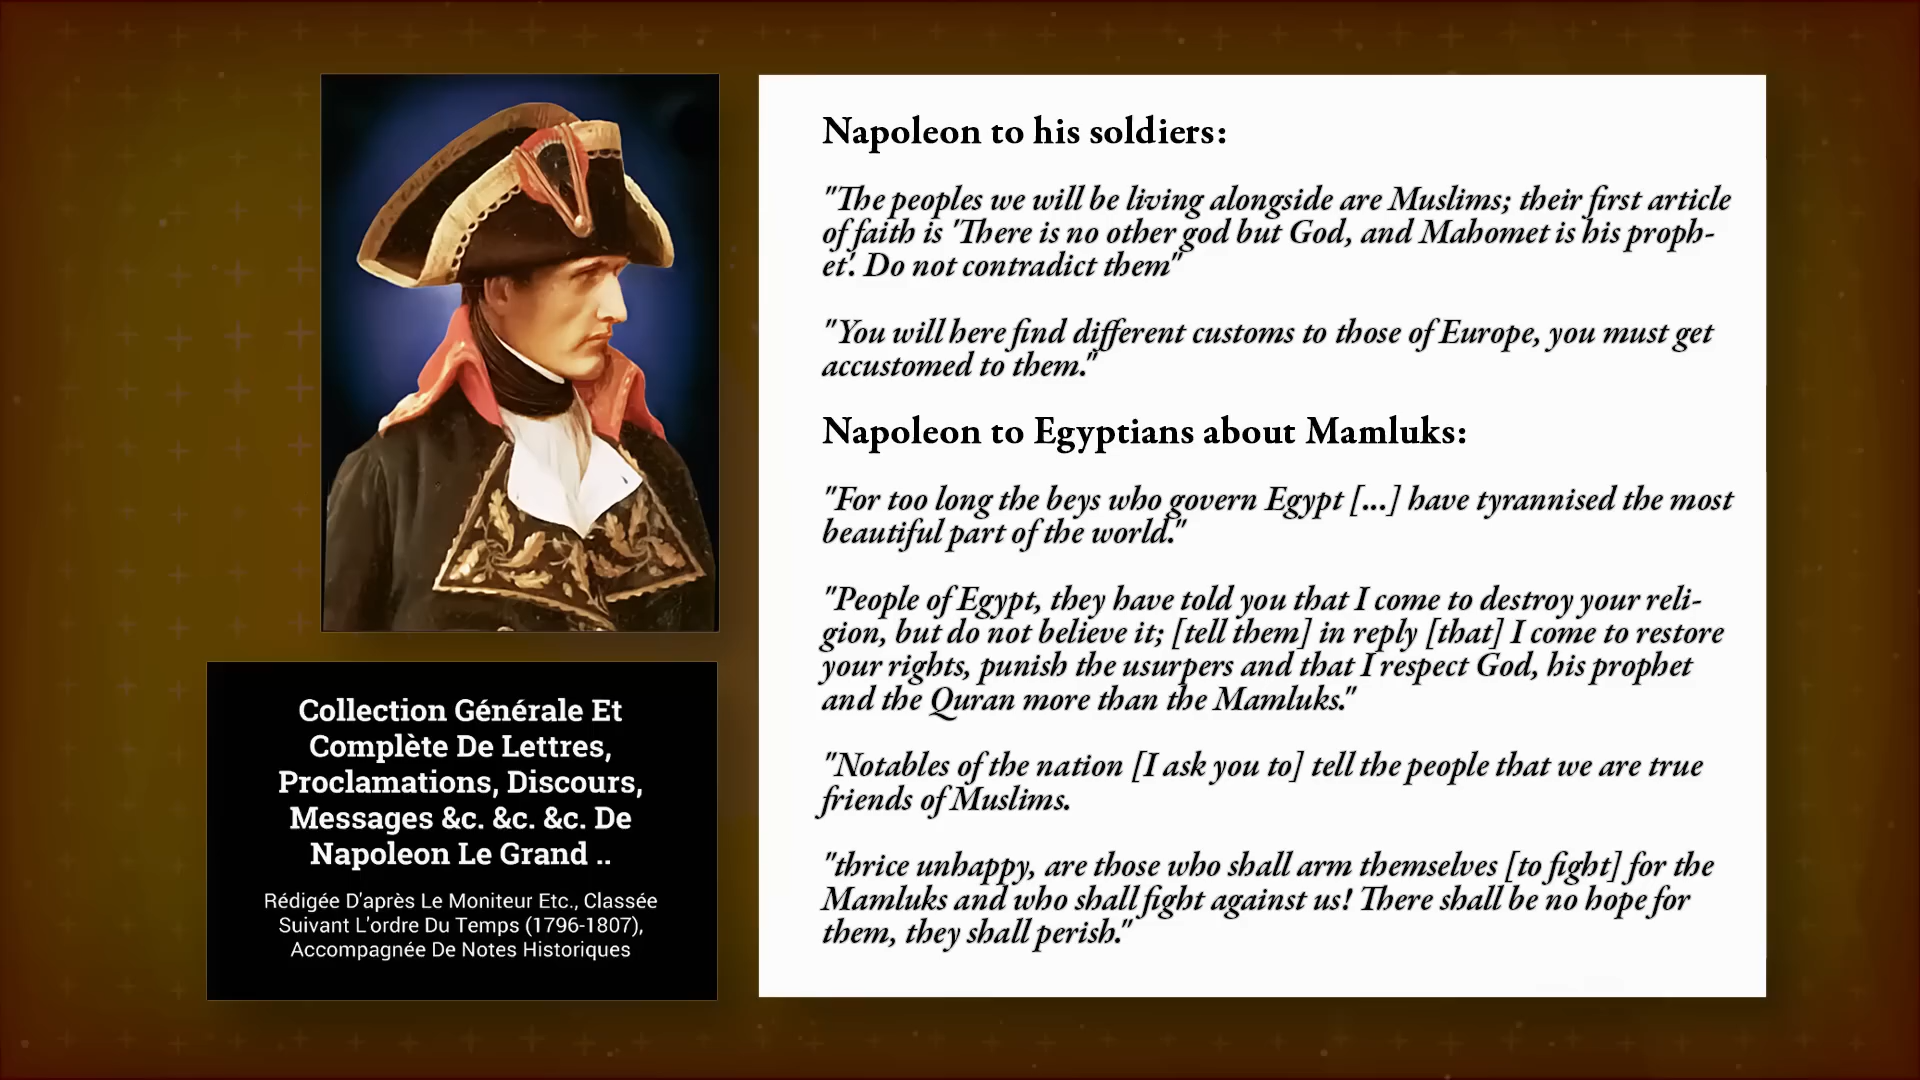 Napoleon to his soldiers:
"The peoples we will be living alongside are Muslims; their first article
of faith is 'There is no other god but God, and Mahomet is his proph-
et'. Do not contradict them"
"You will here find different customs to those of Europe, you must get
accustomed to them."
Napoleon to Egyptians about Mamluks:
"For too long the beys who govern Egypt [...] have tyrannised the most
beautiful part of the world."
"People of Egypt, they have told you that I come to destroy your reli-
gion, but do not believe it; [tell them] in reply [that] I come to restore
your rights, punish the usurpers and that I respect God, his prophet
and the Quran more than the Mamluks."
"Notables of the nation [I ask you to] tell the people that we are true
friends of Muslims.
"thrice unhappy, are those who shall arm themselves [to fight] for the
Mamluks and who shall fight against us! There shall be no hope for
them, they shall perish."
Collection Générale Et
Complète De Lettres,
Proclamations, Discours,
Messages &c. &c. &c. De
Napoleon Le Grand ..
Rédigée D'après Le Moniteur Etc., Classée
Suivant L'ordre Du Temps (1796-1807),
Accompagnée De Notes Historiques